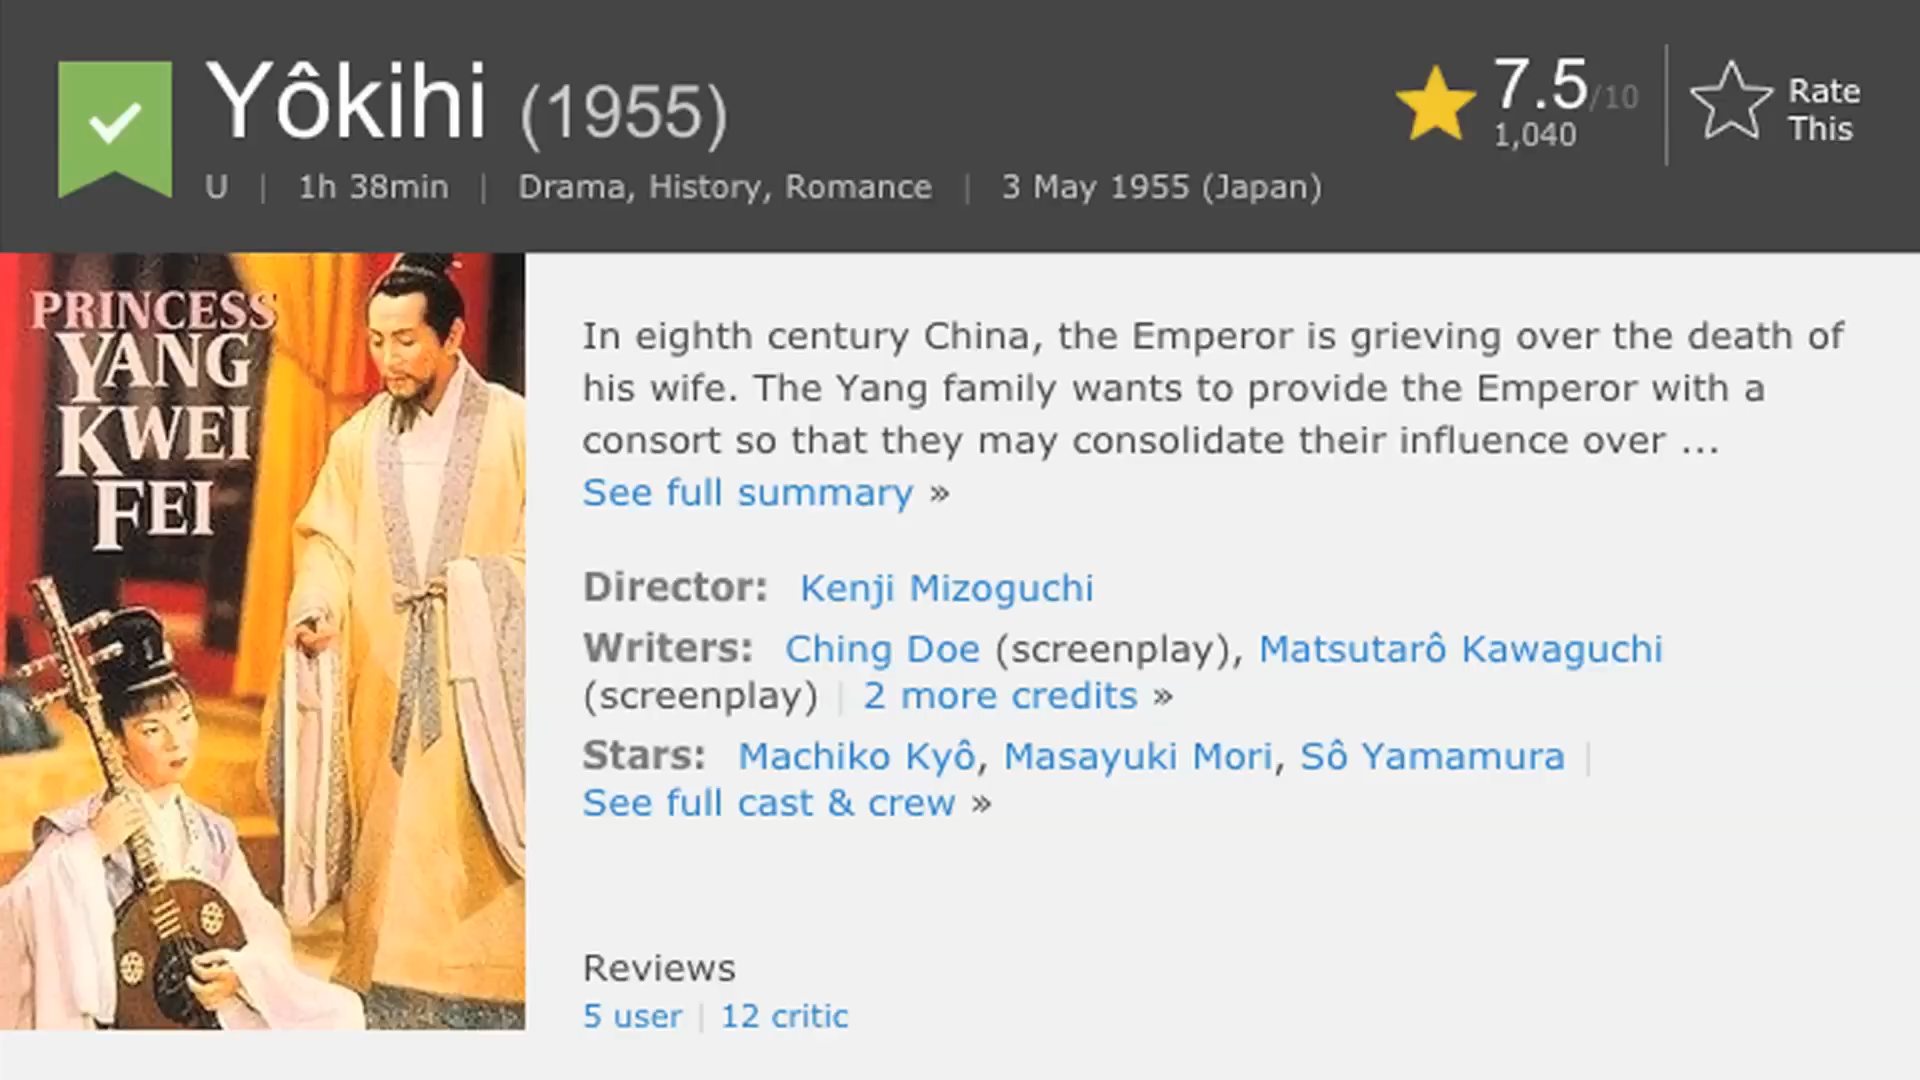 Yôkihi (1955)
7.5/10
1,040
Rate
This
U | 1h 38min | Drama, History, Romance | 3 May 1955 (Japan)
PRINCESS
YANG
KWEI
FEI
In eighth century China, the Emperor is grieving over the death of
his wife. The Yang family wants to provide the Emperor with a
consort so that they may consolidate their influence over ...
See full summary »
Director: Kenji Mizoguchi
Writers: Ching Doe (screenplay), Matsutarô Kawaguchi
(screenplay) | 2 more credits »
Stars: Machiko Kyô, Masayuki Mori, Sô Yamamura |
See full cast & crew »
Reviews
5 user | 12 critic